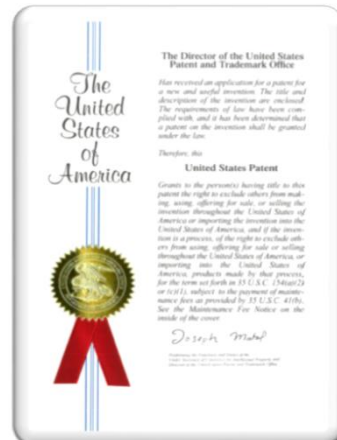 The
United
States
of
America
The Director of the United States
Patent and Trademark Office
Has received an application for a patent for
a new and useful invention. The title and
description of the invention are enclosed.
The requirements of law have been com-
plied with, and it has been determined that
a patent on the invention shall be granted
under the law.
Therefore, this
United States Patent
Grants to the person(s) having title to this
patent the right to exclude others from mak-
ing, using, offering for sale, or selling the
invention throughout the United States of
America or importing the invention into the
United States of America, and if the inven-
tion is a process, of the right to exclude oth-
ers from using, offering for sale or selling
throughout the United States of America, or
importing into the United States of
America, products made by that process,
for the term set forth in 35 U.S.C. 154(a)(2)
or (c)(1), subject to the payment of mainte-
nance fees as provided by 35 U.S.C. 41(b).
See the Maintenance Fee Notice on the
inside of the cover.
Joseph Matal